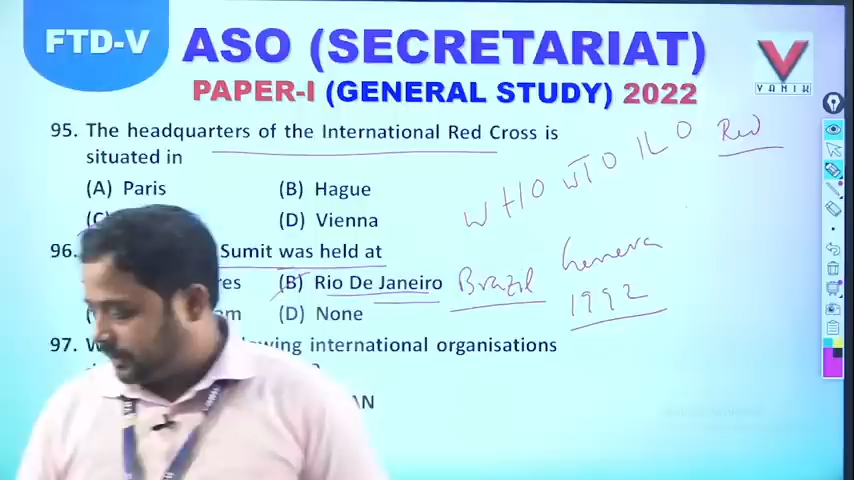 FTD-V
ASO (SECRETARIAT)
PAPER-I (GENERAL STUDY) 2022
VANIK
95. The headquarters of the International Red Cross is
situated in
(A) Paris
(B) Hague
(D) Vienna
WHO WTO ILO Red
96. Sumit was held at
(B) Rio De Janeiro
Brazil
Geneva
1992
(D) None
97. international organisations